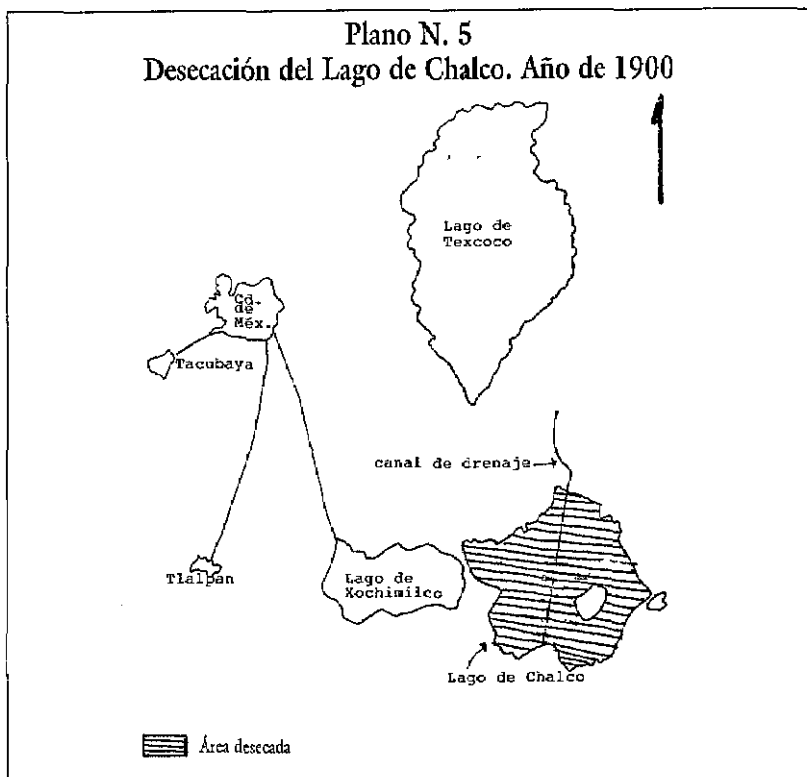 Plano N. 5
Desecación del Lago de Chalco. Año de 1900
Lago de
Texcoco
Cd.
de
Méx.
Tacubaya
canal de drenaje
Tlalpan
Lago de
Xochimilco
Lago de Chalco
Área desecada